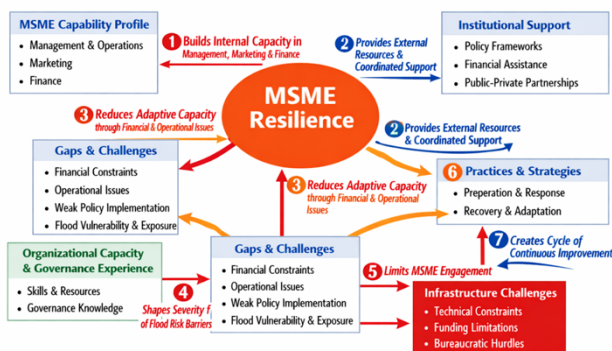 MSME Capability Profile
• Management & Operations
• Marketing
• Finance
1 Builds Internal Capacity in
Management, Marketing & Finance
2 Provides External
Resources &
Coordinated Support
Institutional Support
• Policy Frameworks
• Financial Assistance
• Public-Private Partnerships
MSME
Resilience
3 Reduces Adaptive Capacity
through Financial & Operational Issues
2 Provides External Resources
& Coordinated Support
Gaps & Challenges
• Financial Constraints
• Operational Issues
• Weak Policy Implementation
• Flood Vulnerability & Exposure
3 Reduces Adaptive Capacity
through Financial & Operational
Issues
6 Practices & Strategies
• Preperation & Response
• Recovery & Adaptation
Organizational Capacity
& Governance Experience
• Skills & Resources
• Governance Knowledge
4
Shapes Severity f
of Flood Risk Barriers
Gaps & Challenges
• Financial Constraints
• Operational Issues
• Weak Policy Implementation
• Flood Vulnerability & Exposure
5 Limits MSME Engagement
7 Creates Cycle of
Continuous Improvement
Infrastructure Challenges
• Technical Constraints
• Funding Limitations
• Bureaucratic Hurdles